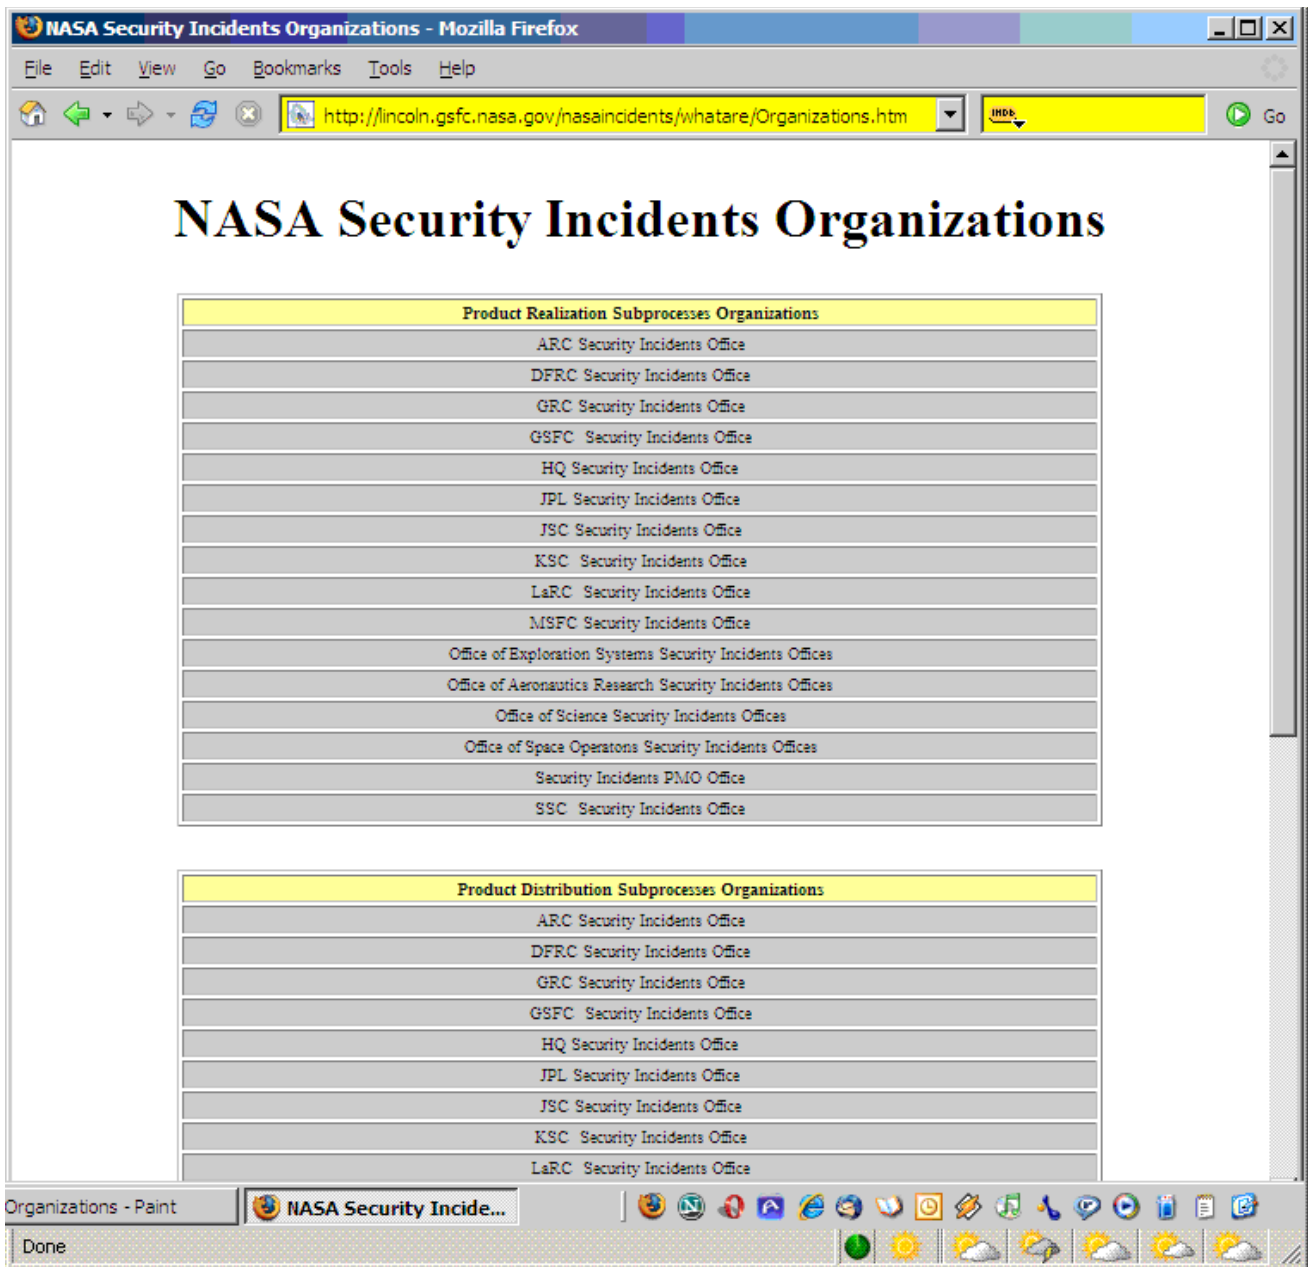 NASA Security Incidents Organizations - Mozilla Firefox
File Edit View Go Bookmarks Tools Help
http://lincoln.gsfc.nasa.gov/nasaincidents/whatare/Organizations.htm IMDb Go
NASA Security Incidents Organizations
Product Realization Subprocesses Organizations
ARC Security Incidents Office
DFRC Security Incidents Office
GRC Security Incidents Office
GSFC Security Incidents Office
HQ Security Incidents Office
JPL Security Incidents Office
JSC Security Incidents Office
KSC Security Incidents Office
LaRC Security Incidents Office
MSFC Security Incidents Office
Office of Exploration Systems Security Incidents Offices
Office of Aeronautics Research Security Incidents Offices
Office of Science Security Incidents Offices
Office of Space Operatons Security Incidents Offices
Security Incidents PMO Office
SSC Security Incidents Office
Product Distribution Subprocesses Organizations
ARC Security Incidents Office
DFRC Security Incidents Office
GRC Security Incidents Office
GSFC Security Incidents Office
HQ Security Incidents Office
JPL Security Incidents Office
JSC Security Incidents Office
KSC Security Incidents Office
LaRC Security Incidents Office
Organizations - Paint NASA Security Incide...
Done